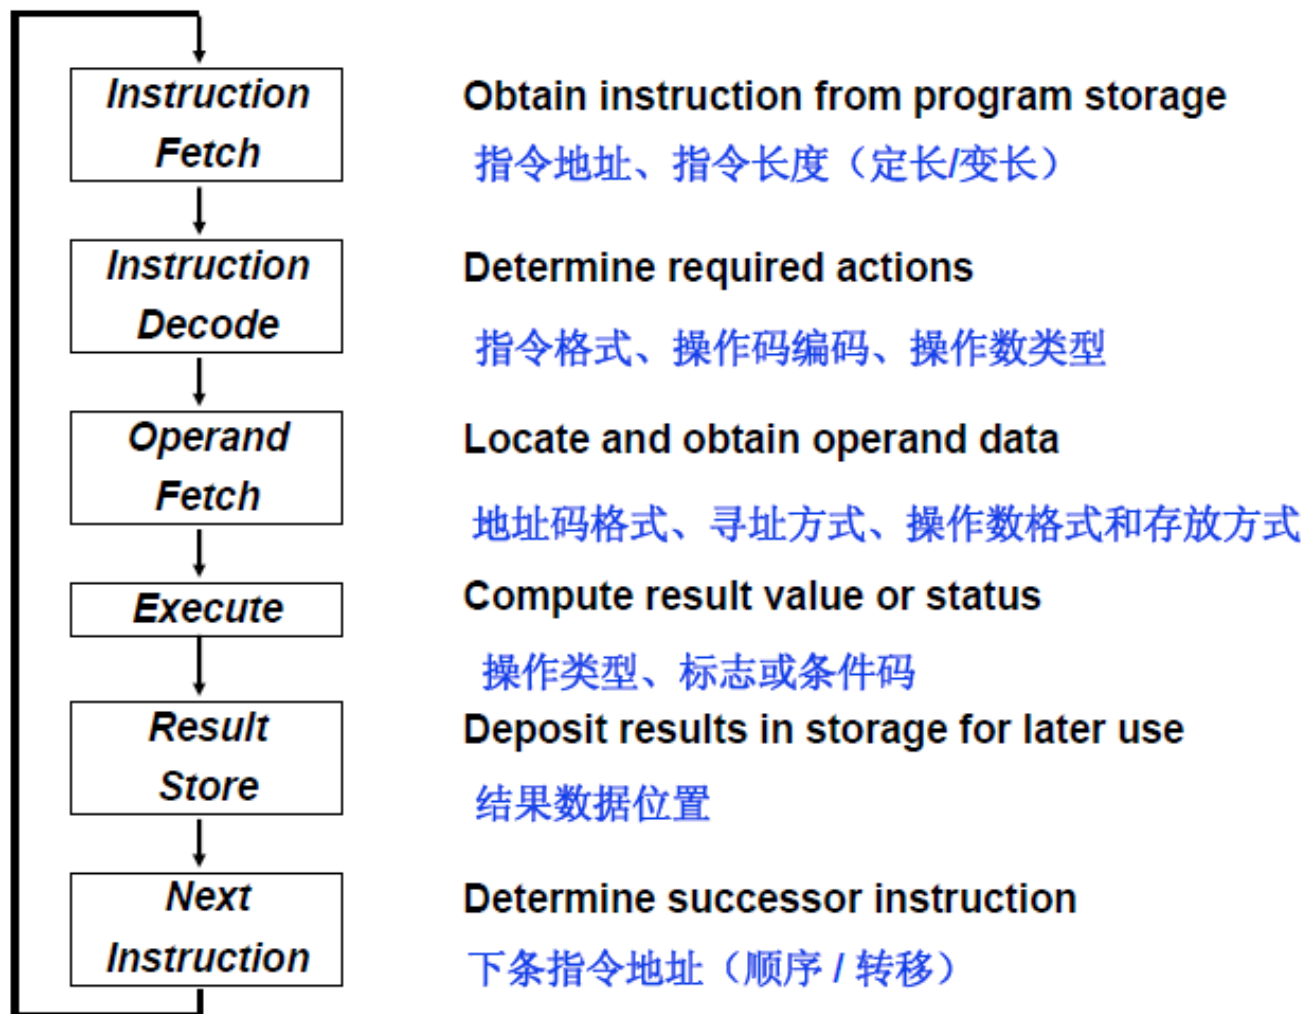 Instruction
Fetch
Obtain instruction from program storage
指令地址、指令长度（定长/变长）
Instruction
Decode
Determine required actions
指令格式、操作码编码、操作数类型
Operand
Fetch
Locate and obtain operand data
地址码格式、寻址方式、操作数格式和存放方式
Execute
Compute result value or status
操作类型、标志或条件码
Result
Store
Deposit results in storage for later use
结果数据位置
Next
Instruction
Determine successor instruction
下条指令地址（顺序 / 转移）